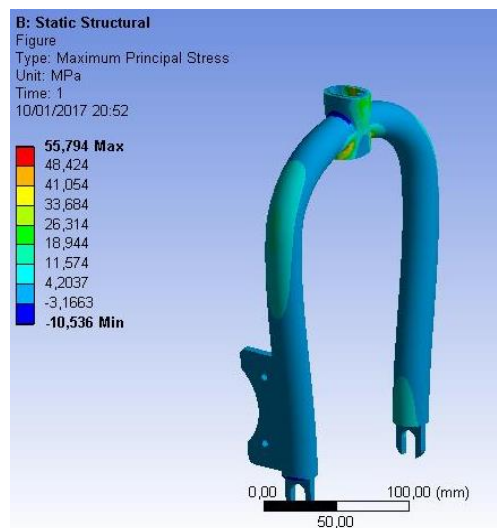 B: Static Structural
Figure
Type: Maximum Principal Stress
Unit: MPa
Time: 1
10/01/2017 20:52
55,794 Max
48,424
41,054
33,684
26,314
18,944
11,574
4,2037
-3,1663
-10,536 Min
0,00 100,00 (mm)
50,00